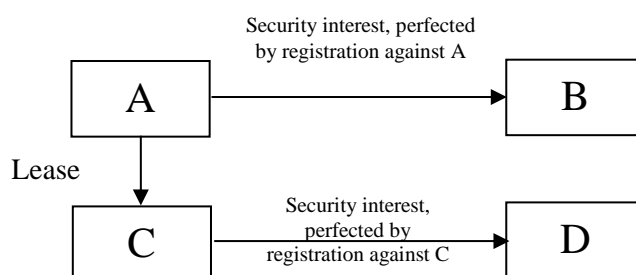 Security interest, perfected
by registration against A
A
B
Lease
Security interest,
perfected by
registration against C
C
D